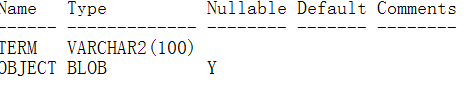 Name   Type          Nullable Default Comments
------ ------------- -------- ------- --------
TERM   VARCHAR2(100)
OBJECT BLOB          Y